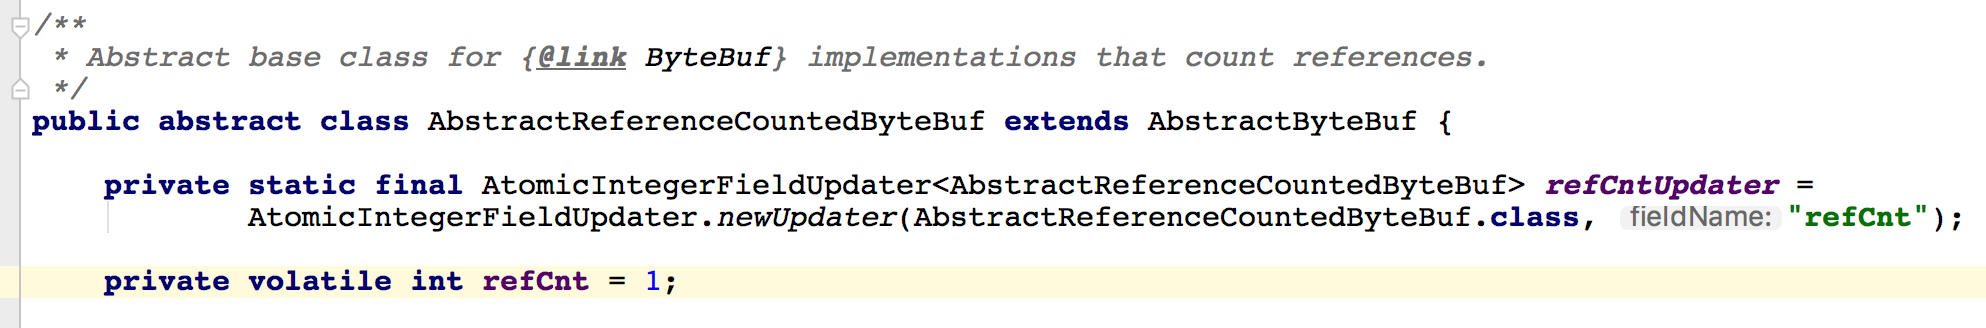 /**
 * Abstract base class for {@link ByteBuf} implementations that count references.
 */
public abstract class AbstractReferenceCountedByteBuf extends AbstractByteBuf {
    private static final AtomicIntegerFieldUpdater<AbstractReferenceCountedByteBuf> refCntUpdater =
            AtomicIntegerFieldUpdater.newUpdater(AbstractReferenceCountedByteBuf.class, fieldName: "refCnt");
    private volatile int refCnt = 1;